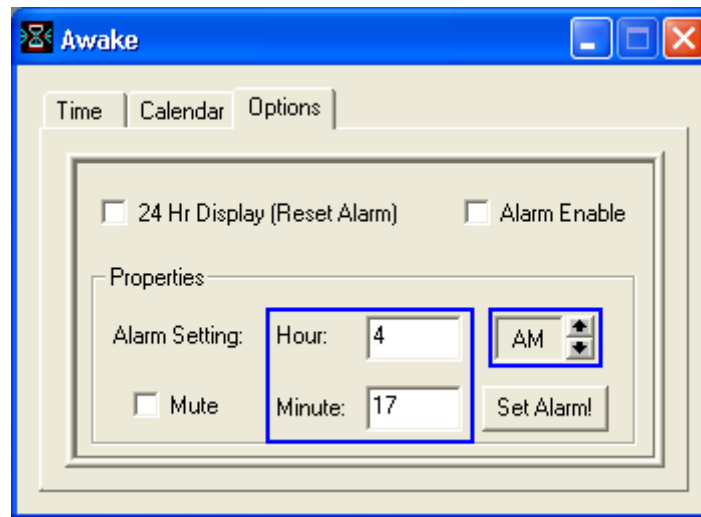 Awake
Time Calendar Options
24 Hr Display (Reset Alarm) Alarm Enable
Properties
Alarm Setting: Hour: 4 AM
Mute Minute: 17 Set Alarm!